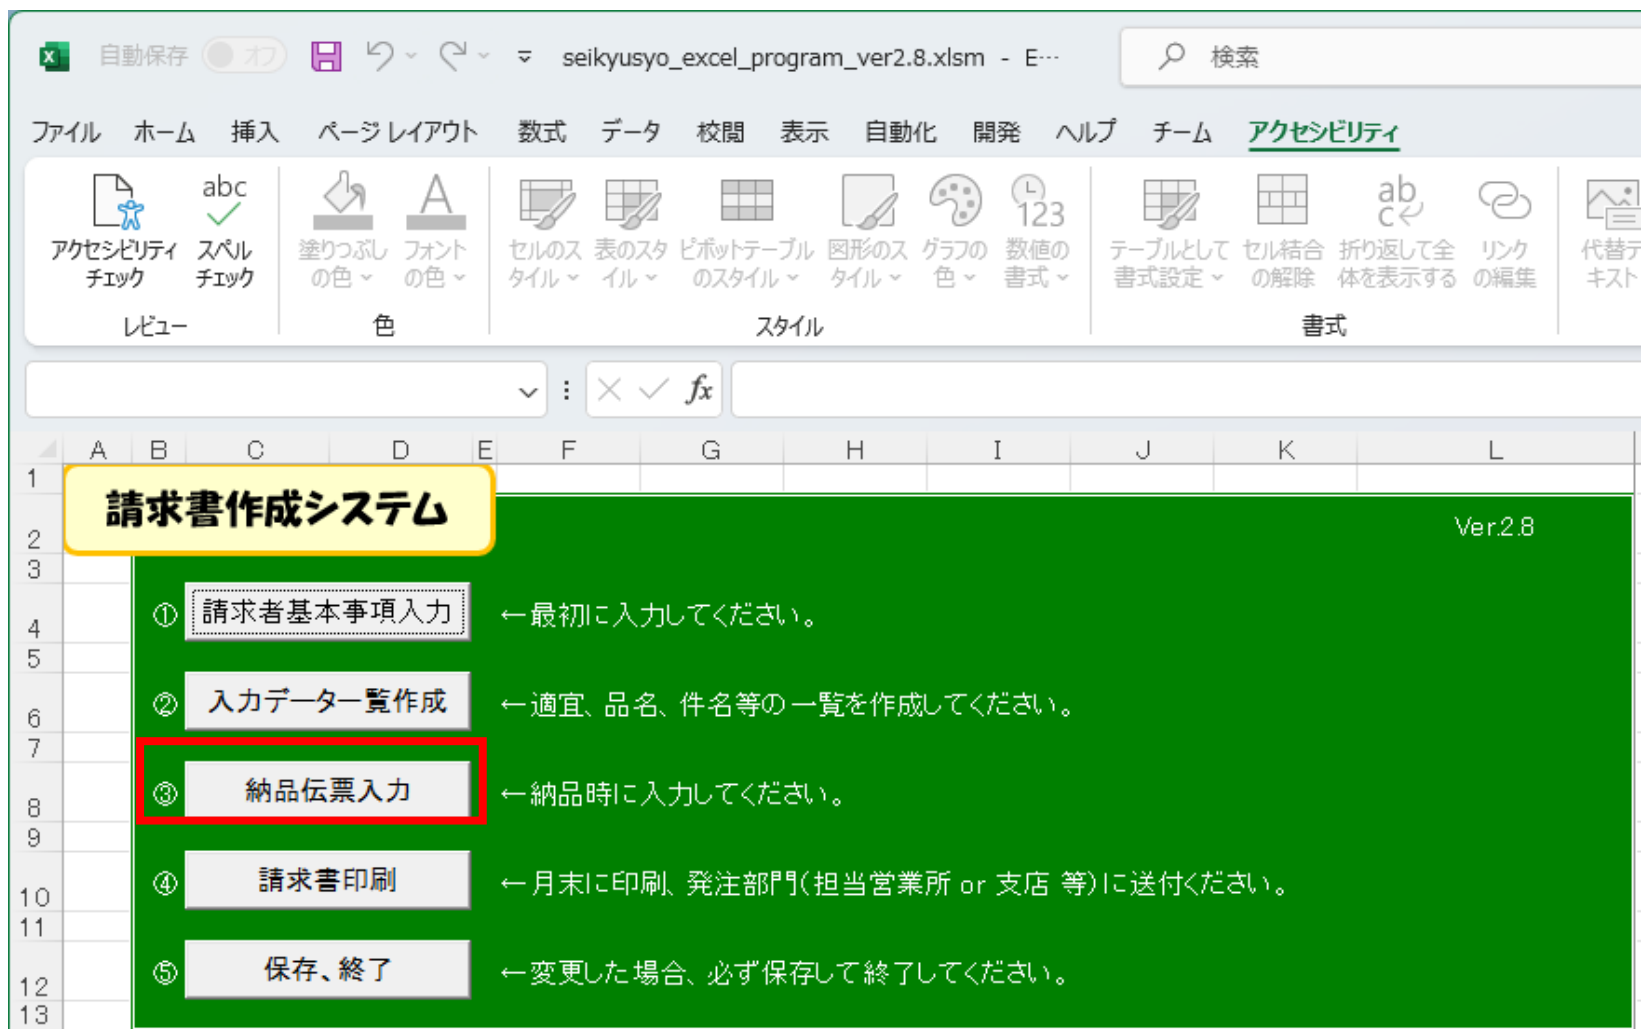 自動保存 オフ seikyusyo_excel_program_ver2.8.xlsm - E… 検索
ファイル ホーム 挿入 ページ レイアウト 数式 データ 校閲 表示 自動化 開発 ヘルプ チーム アクセシビリティ
アクセシビリティ チェック
abc スペル チェック
塗りつぶし の色
A フォント の色
セルのス タイル
表のスタ イル
ピボットテーブル のスタイル
図形のス タイル
グラフの 色
123 数値の 書式
テーブルとして 書式設定
セル結合 の解除
ab c 折り返して全 体を表示する
リンク の編集
代替テ キスト
レビュー 色 スタイル 書式
fx
A B C D E F G H I J K L
1
請求書作成システム
2 Ver.2.8
3
4 ① 請求者基本事項入力 ←最初に入力してください。
5
6 ② 入力データ一覧作成 ←適宜、品名、件名等の一覧を作成してください。
7
8 ③ 納品伝票入力 ←納品時に入力してください。
9
10 ④ 請求書印刷 ←月末に印刷、発注部門(担当営業所 or 支店 等)に送付ください。
11
12 ⑤ 保存、終了 ←変更した場合、必ず保存して終了してください。
13